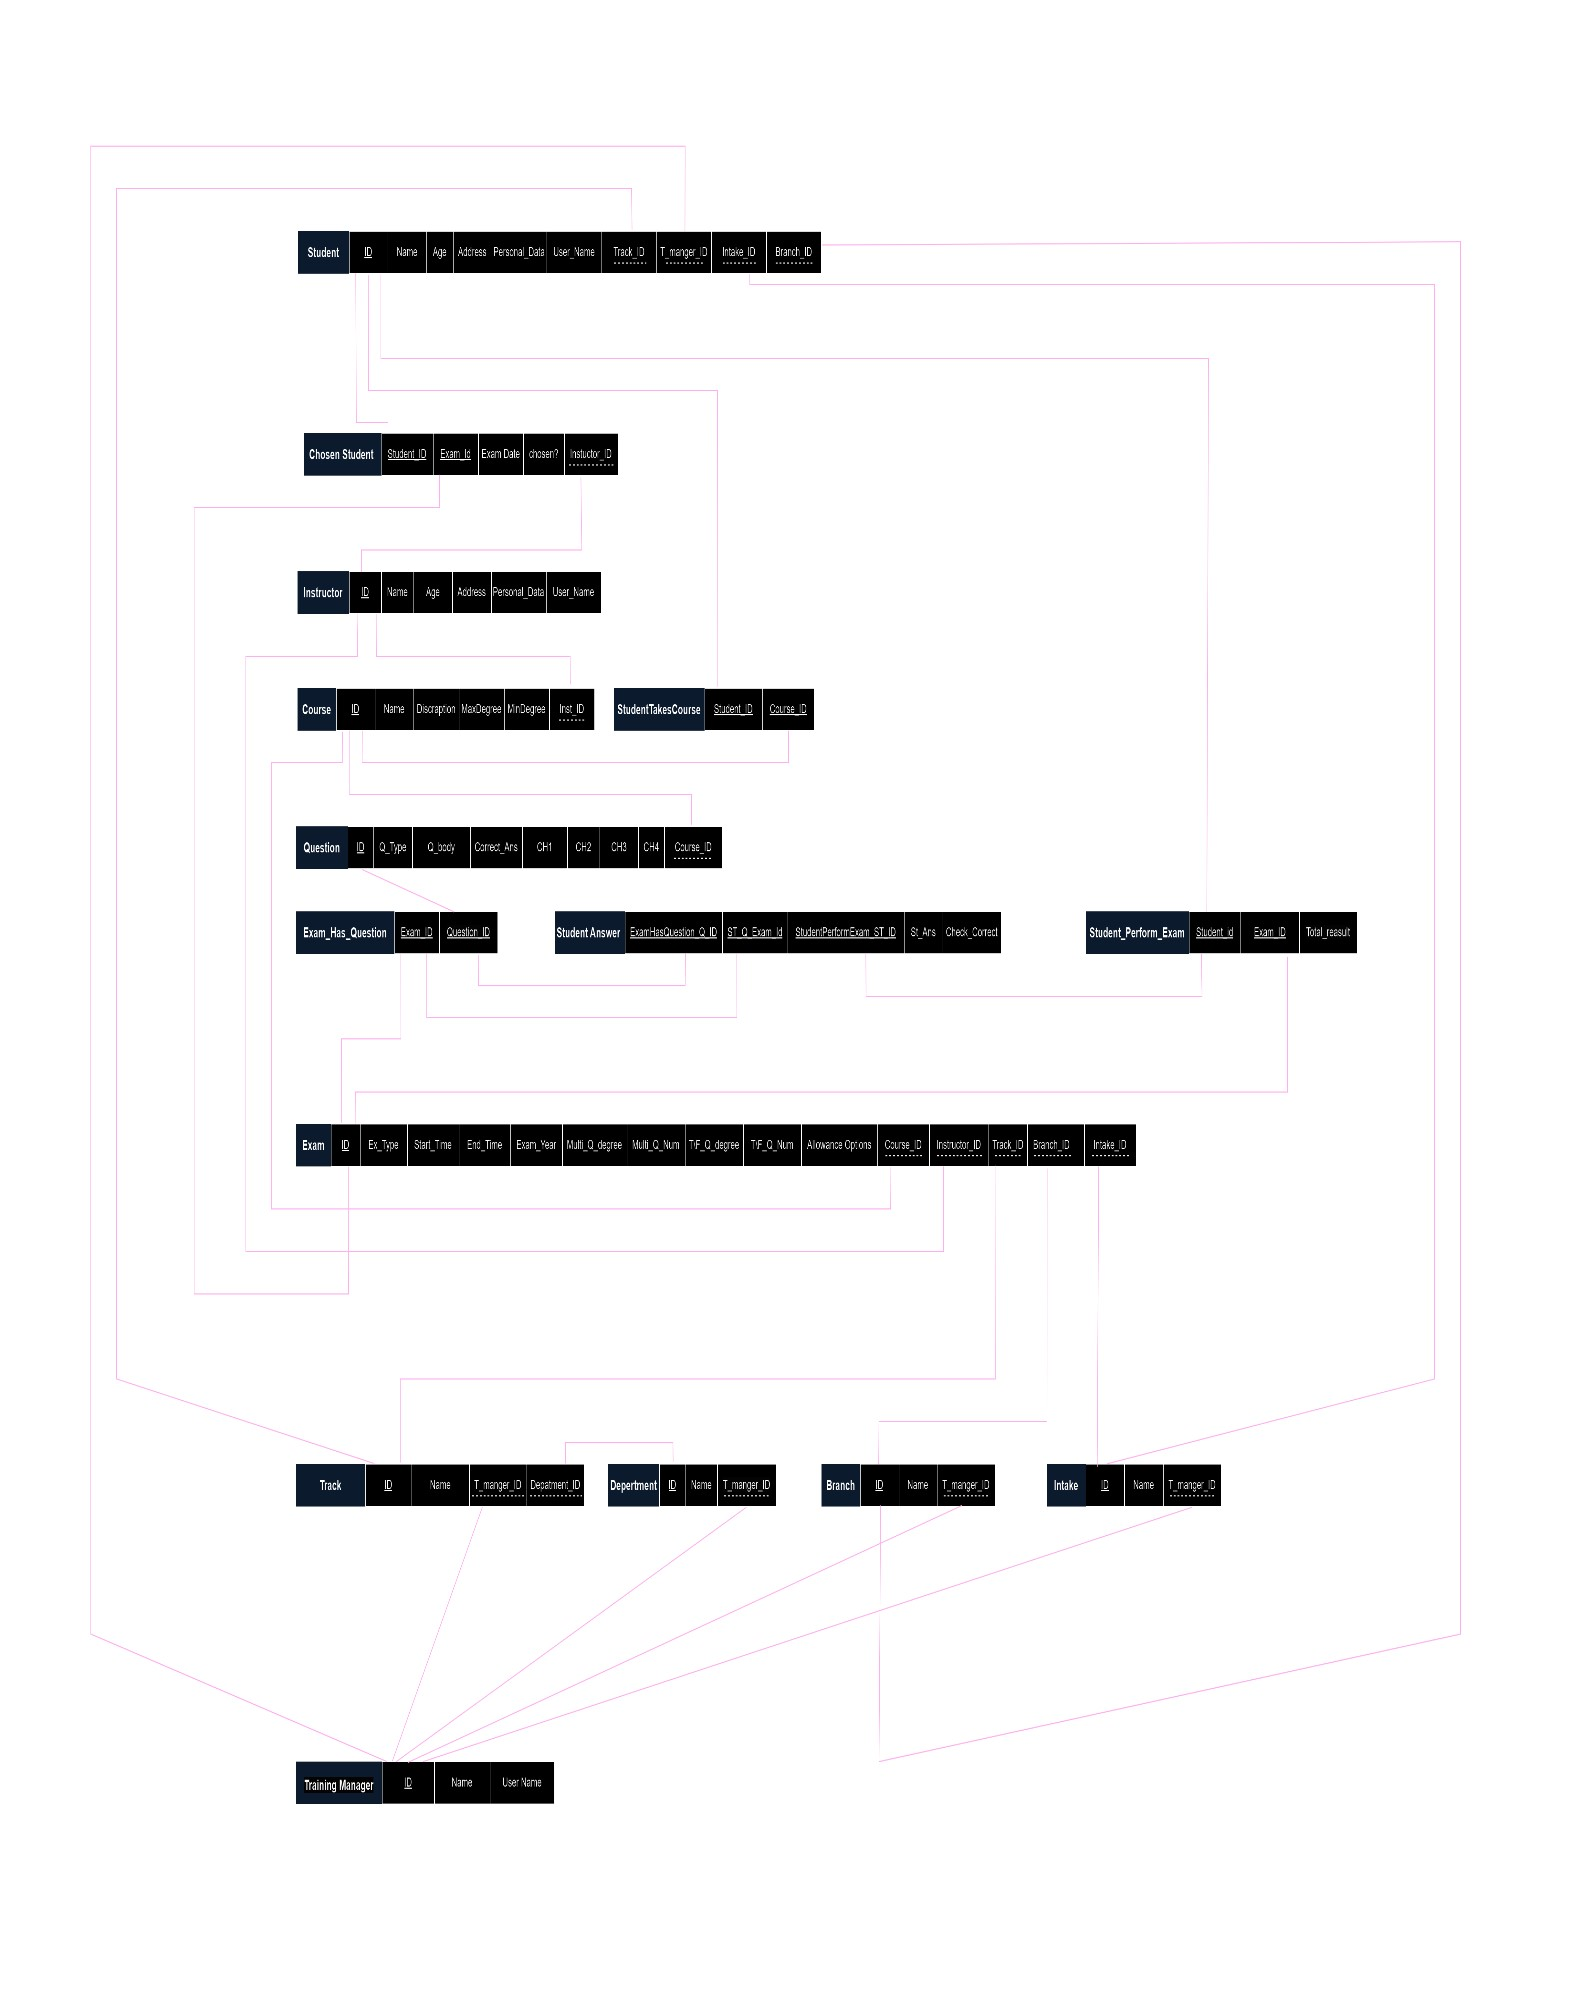 Student ID Name Age Address Personal_Data User_Name Track_ID T_manger_ID Intake_ID Branch_ID
Chosen Student Student_ID Exam_Id Exam Date chosen? Instuctor_ID
Instructor ID Name Age Address Personal_Data User_Name
Course ID Name Discraption MaxDegree MinDegree Inst_ID
StudentTakesCourse Student_ID Course_ID
Question ID Q_Type Q_body Correct_Ans CH1 CH2 CH3 CH4 Course_ID
Exam_Has_Question Exam_ID Question_ID
Student Answer ExamHasQuestion_Q_ID ST_Q_Exam_Id StudentPerformExam_ST_ID St_Ans Check_Correct
Student_Perform_Exam Student_id Exam_ID Total_reasult
Exam ID Ex_Type Start_Time End_Time Exam_Year Multi_Q_degree Multi_Q_Num T\F_Q_degree T\F_Q_Num Allowance Options Course_ID Instructor_ID Track_ID Branch_ID Intake_ID
Track ID Name T_manger_ID Depatment_ID
Depertment ID Name T_manger_ID
Branch ID Name T_manger_ID
Intake ID Name T_manger_ID
Training Manager ID Name User Name